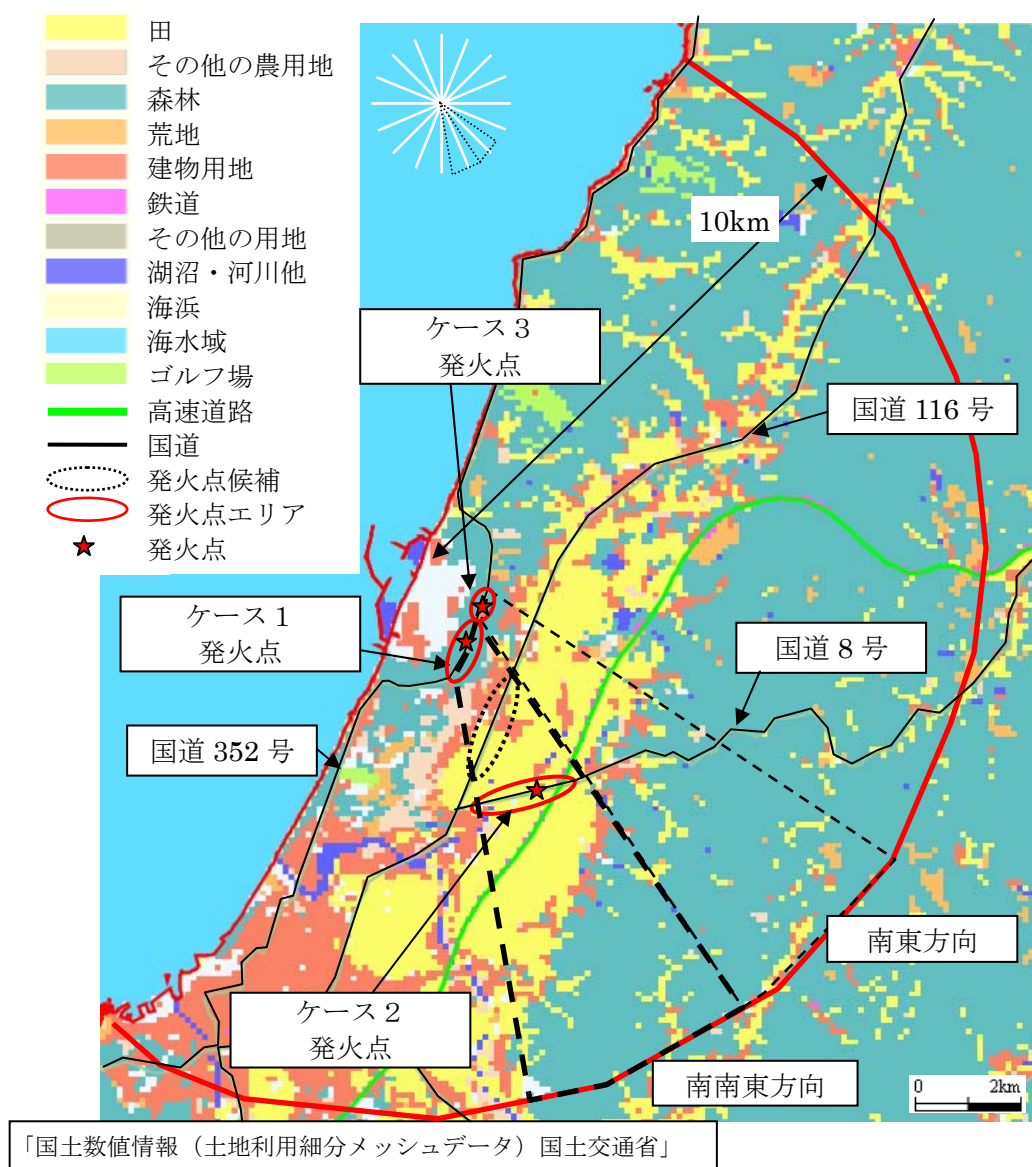 田
その他の農用地
森林
荒地
建物用地
鉄道
その他の用地
湖沼・河川他
海浜
海水域
ゴルフ場
高速道路
国道
発火点候補
発火点エリア
発火点
10km
ケース３
発火点
国道 116 号
ケース１
発火点
国道 8 号
国道 352 号
南東方向
ケース２
発火点
南南東方向
0 2km
「国土数値情報（土地利用細分メッシュデータ）国土交通省」